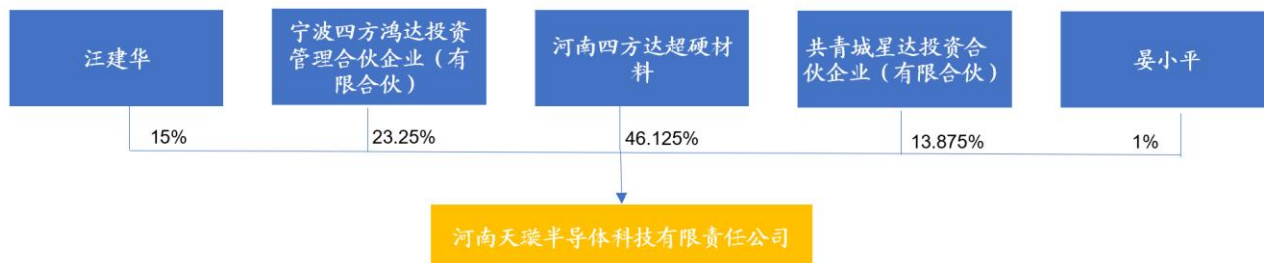 汪建华
宁波四方鸿达投资
管理合伙企业（有
限合伙）
河南四方达超硬材
料
共青城星达投资合
伙企业（有限合伙）
晏小平
15%
23.25%
46.125%
13.875%
1%
河南天璇半导体科技有限责任公司